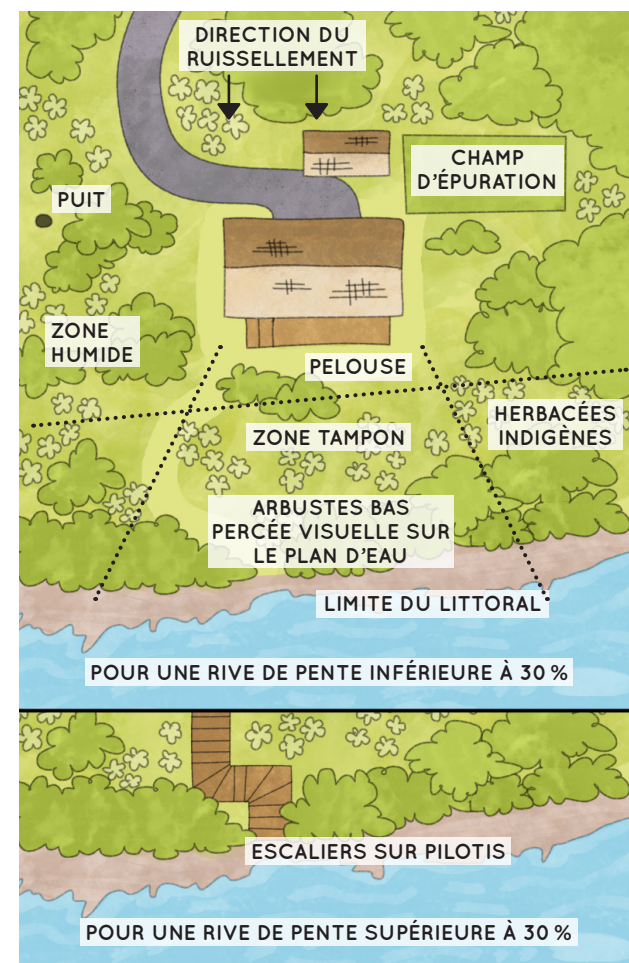 DIRECTION DU
RUISSELLEMENT
CHAMP
D'ÉPURATION
PUIT
ZONE
HUMIDE
PELOUSE
HERBACÉES
INDIGÈNES
ZONE TAMPON
ARBUSTES BAS
PERCÉE VISUELLE SUR
LE PLAN D'EAU
LIMITE DU LITTORAL
POUR UNE RIVE DE PENTE INFÉRIEURE À 30 %
ESCALIERS SUR PILOTIS
POUR UNE RIVE DE PENTE SUPÉRIEURE À 30 %